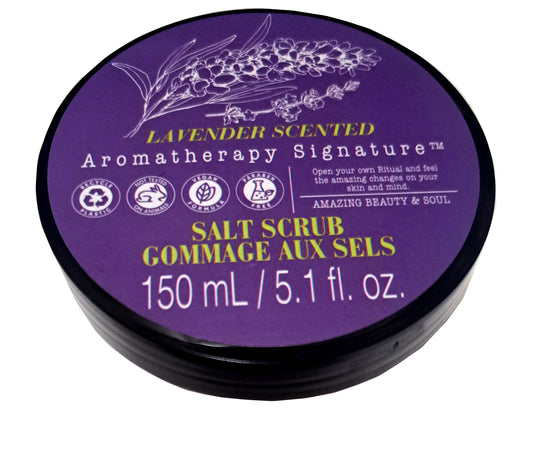 LAVENDER SCENTED
Aromatherapy Signature™
RECYCLE PLASTIC
NOT TESTED ON ANIMALS
VEGAN FORMULA
PARABEN FREE
Open your own Ritual and feel
the amazing changes on your
skin and mind.
AMAZING BEAUTY & SOUL
SALT SCRUB
GOMMAGE AUX SELS
150 mL / 5.1 fl. oz.